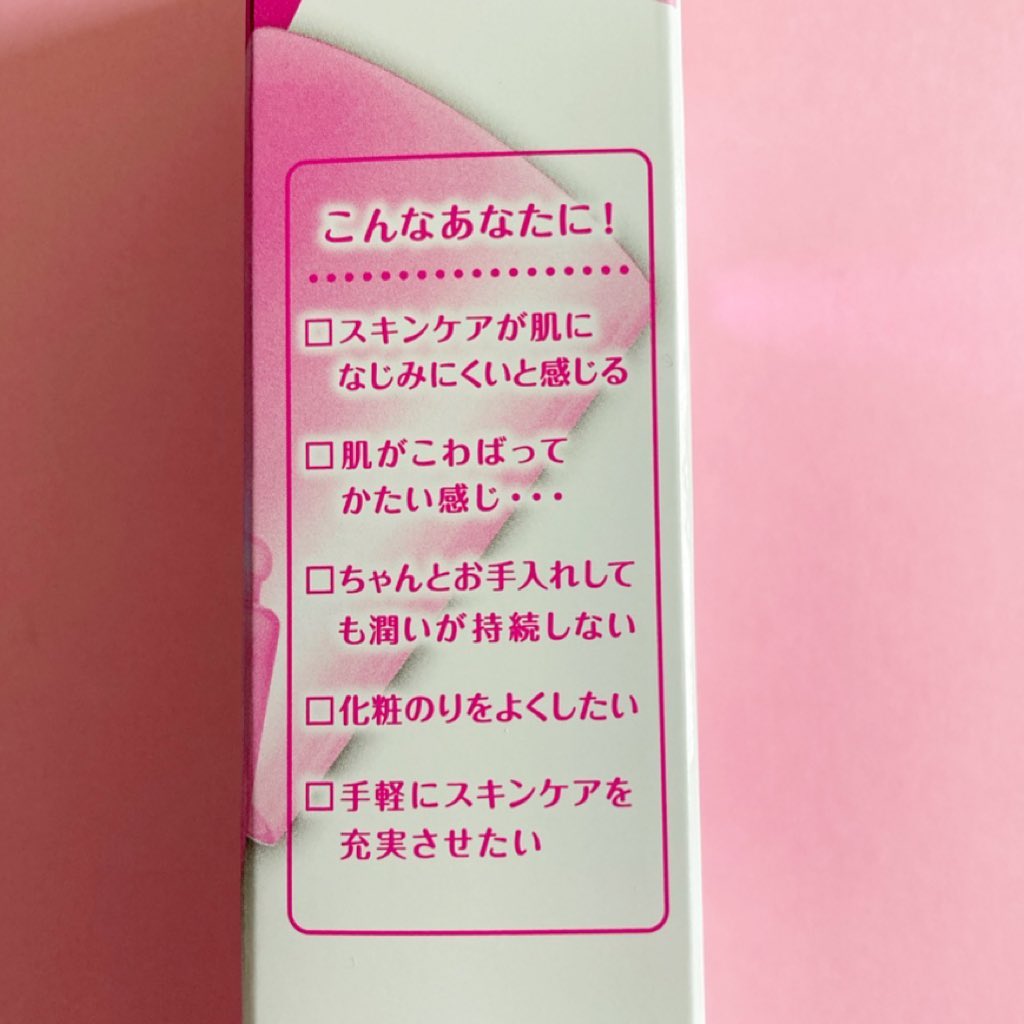 こんなあなたに!
□スキンケアが肌に
なじみにくいと感じる
□肌がこわばって
かたい感じ・・・
□ちゃんとお手入れして
も潤いが持続しない
□化粧のりをよくしたい
□手軽にスキンケアを
充実させたい